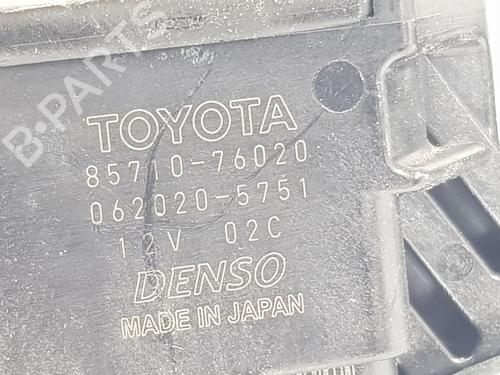 B-PARTS
TOYOTA
85710-76020
062020-5751
12V 02C
DENSO
MADE IN JAPAN